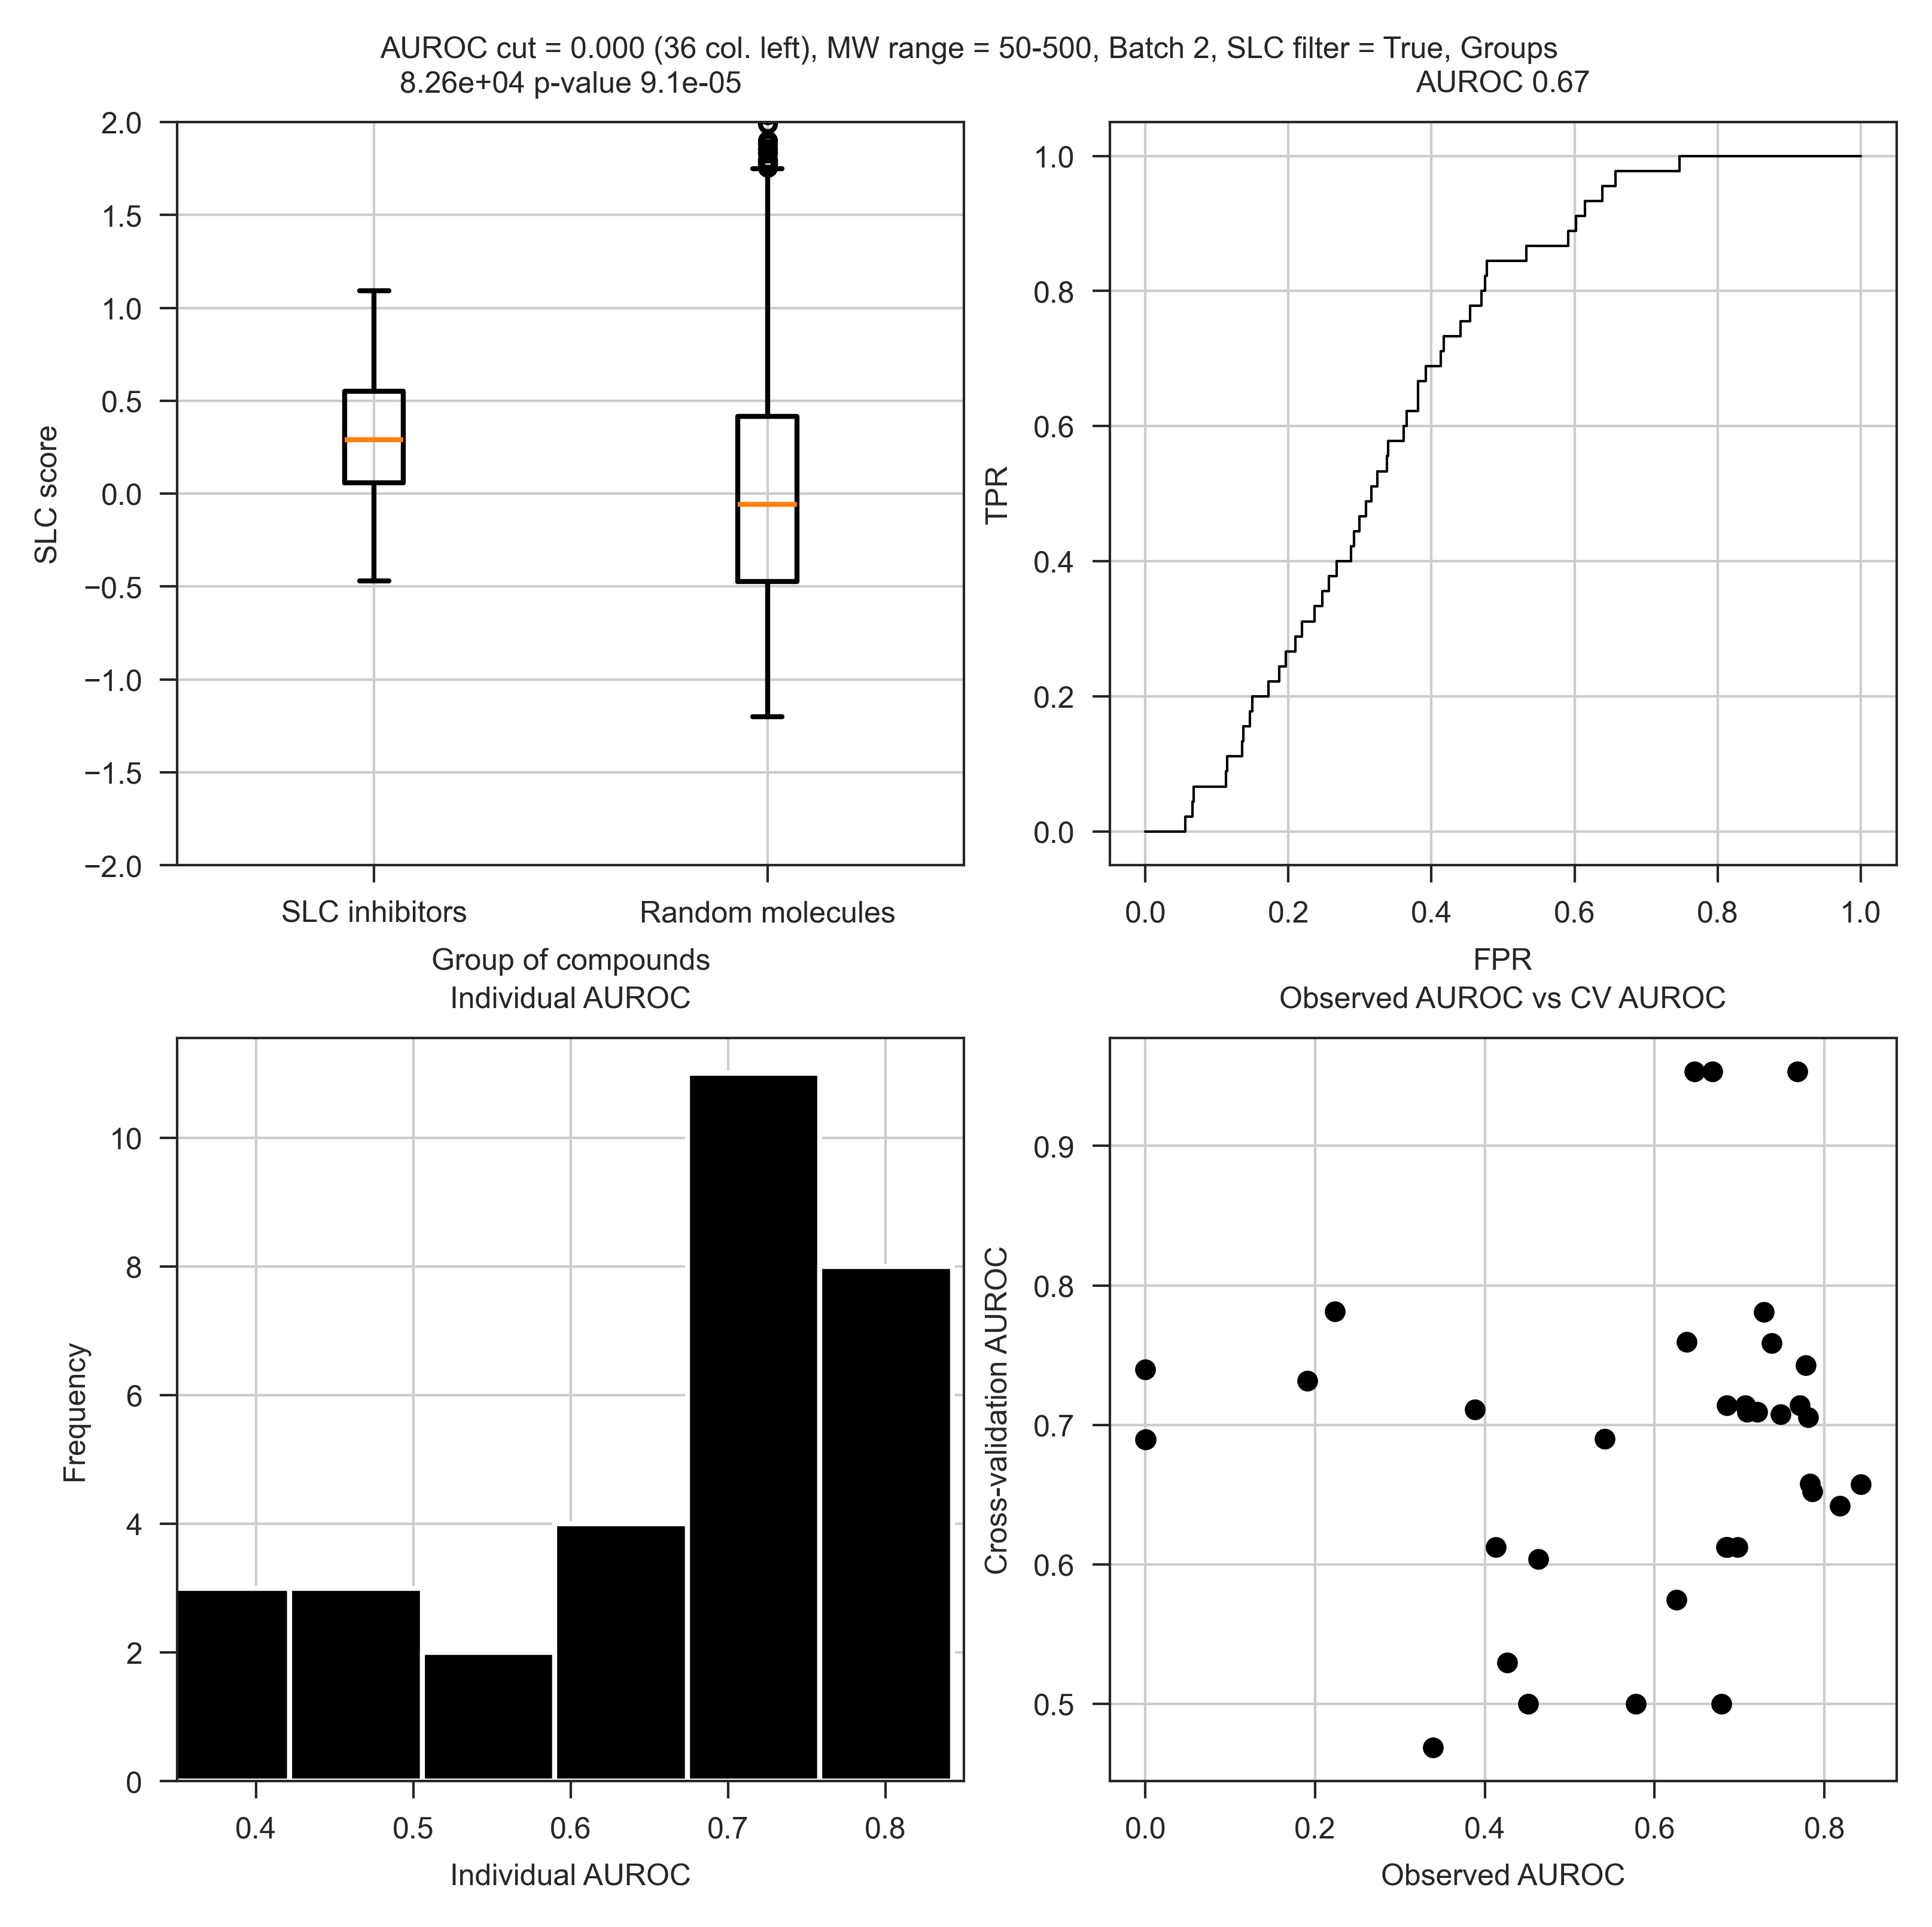 AUROC cut = 0.000 (36 col. left), MW range = 50-500, Batch 2, SLC filter = True, Groups
8.26e+04 p-value 9.1e-05
2.0
1.5
1.0
0.5
0.0
−0.5
−1.0
−1.5
−2.0
SLC score
SLC inhibitors
Random molecules
Group of compounds
AUROC 0.67
1.0
0.8
0.6
0.4
0.2
0.0
TPR
0.0 0.2 0.4 0.6 0.8 1.0
FPR
Individual AUROC
10
8
6
4
2
0
Frequency
0.4 0.5 0.6 0.7 0.8
Individual AUROC
Observed AUROC vs CV AUROC
0.9
0.8
0.7
0.6
0.5
Cross-validation AUROC
0.0 0.2 0.4 0.6 0.8
Observed AUROC